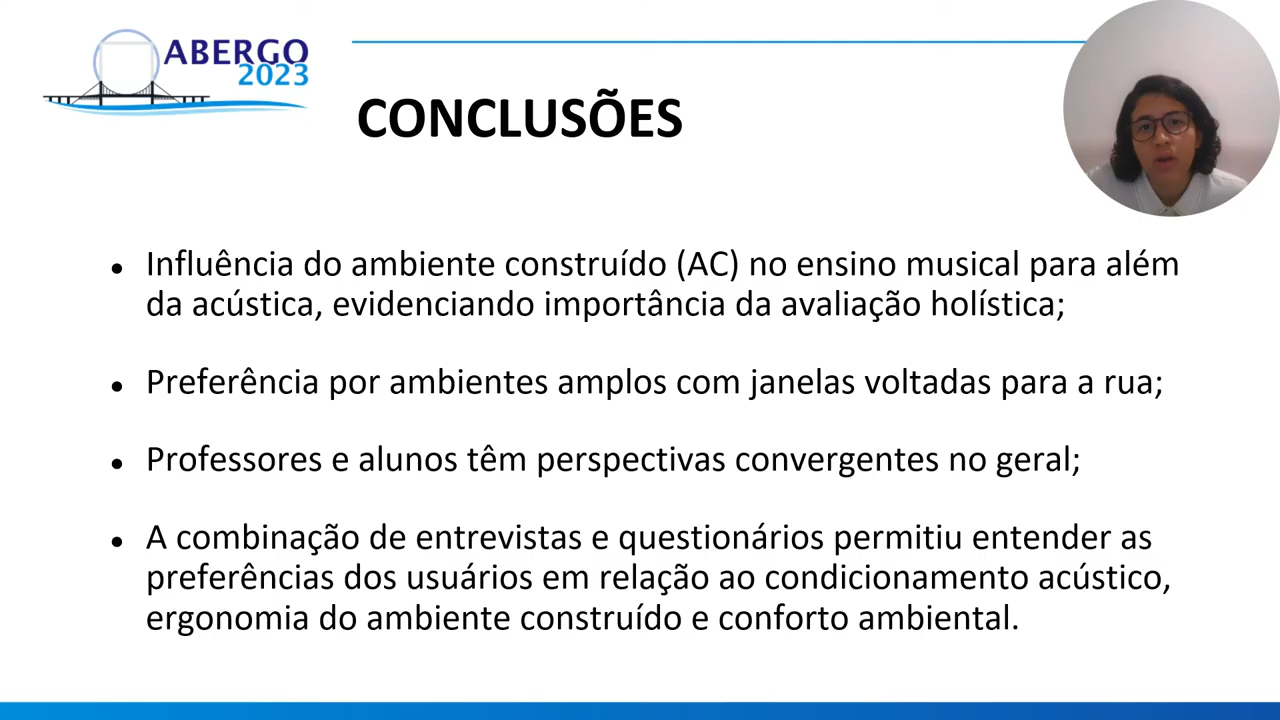 ABERGO
2023
CONCLUSÕES
● Influência do ambiente construído (AC) no ensino musical para além
da acústica, evidenciando importância da avaliação holística;
● Preferência por ambientes amplos com janelas voltadas para a rua;
● Professores e alunos têm perspectivas convergentes no geral;
● A combinação de entrevistas e questionários permitiu entender as
preferências dos usuários em relação ao condicionamento acústico,
ergonomia do ambiente construído e conforto ambiental.